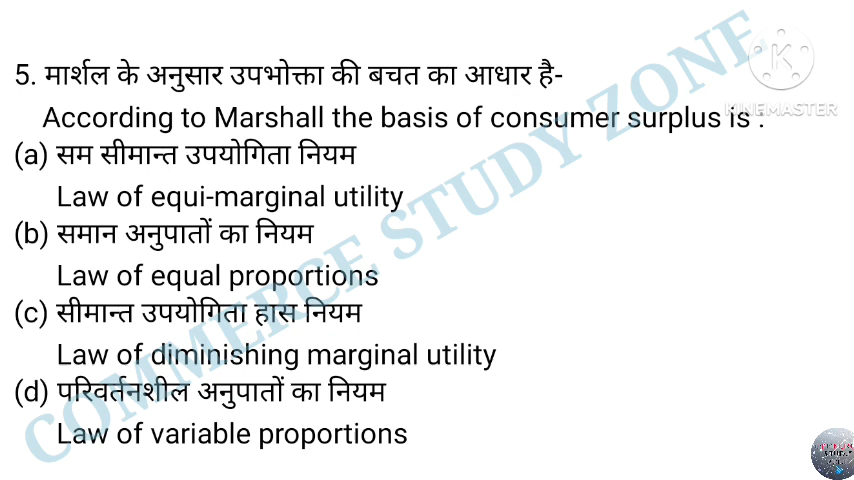 5. मार्शल के अनुसार उपभोक्ता की बचत का आधार है-
According to Marshall the basis of consumer surplus is :
(a) सम सीमान्त उपयोगिता नियम
Law of equi-marginal utility
(b) समान अनुपातों का नियम
Law of equal proportions
(c) सीमान्त उपयोगिता हास नियम
Law of diminishing marginal utility
(d) परिवर्तनशील अनुपातों का नियम
Law of variable proportions
COMMERCE STUDY ZONE
K
KINEMASTER